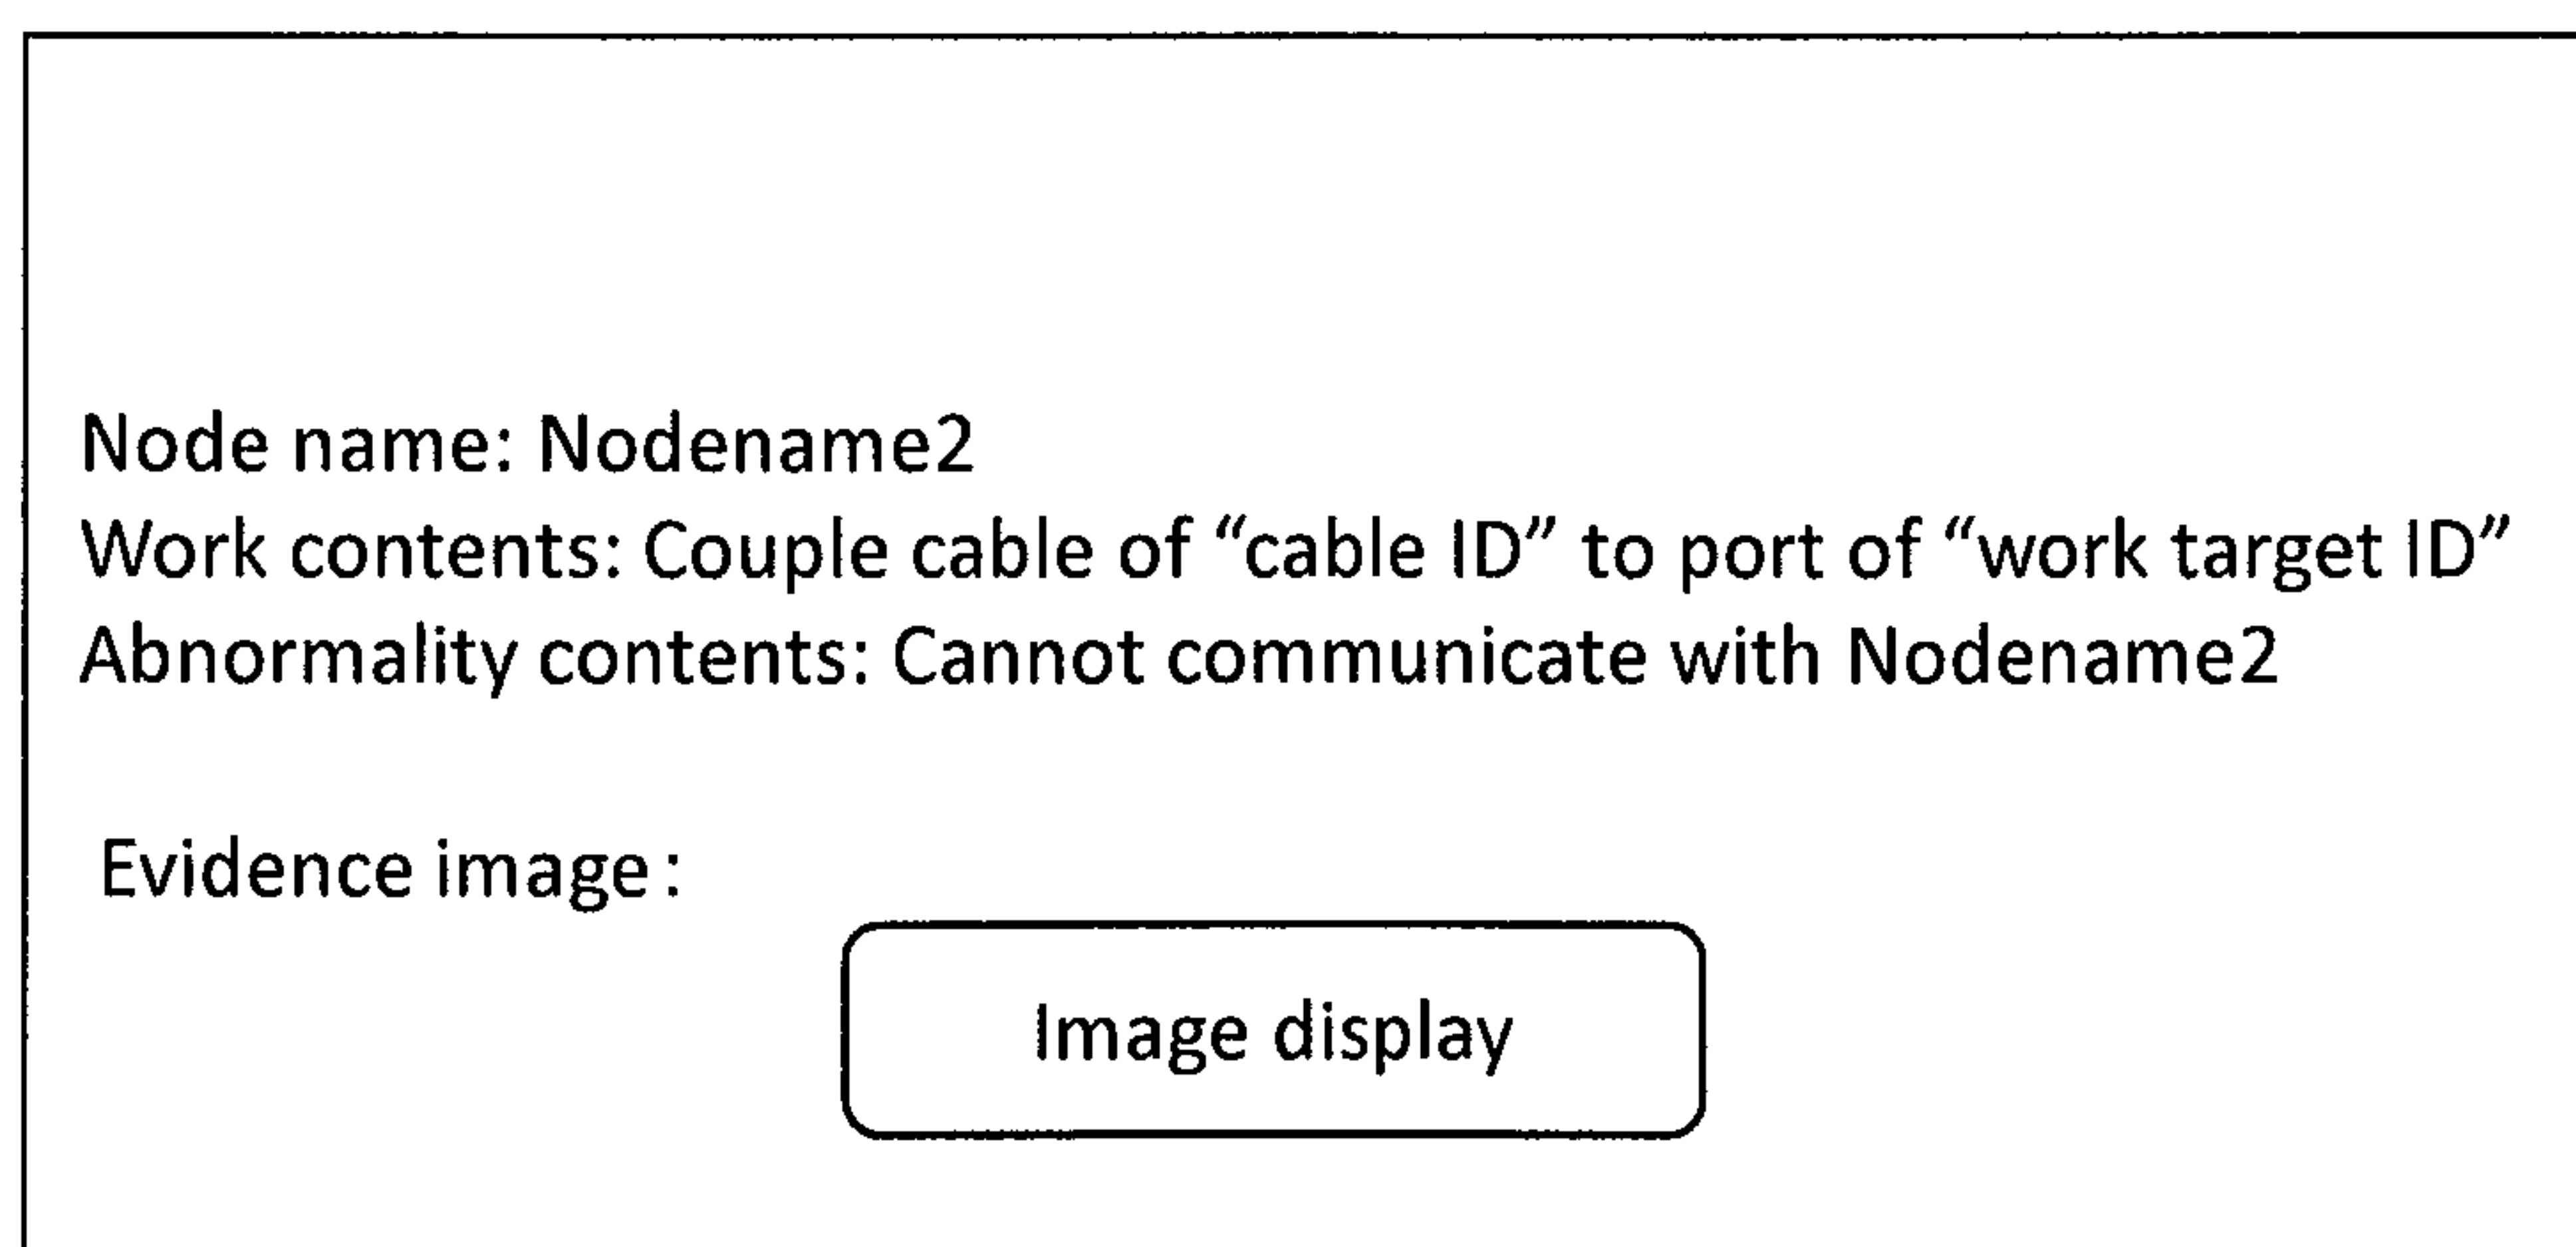 Node name: Nodename2
Work contents: Couple cable of “cable ID” to port of “work target ID”
Abnormality contents: Cannot communicate with Nodename2
Evidence image:
Image display